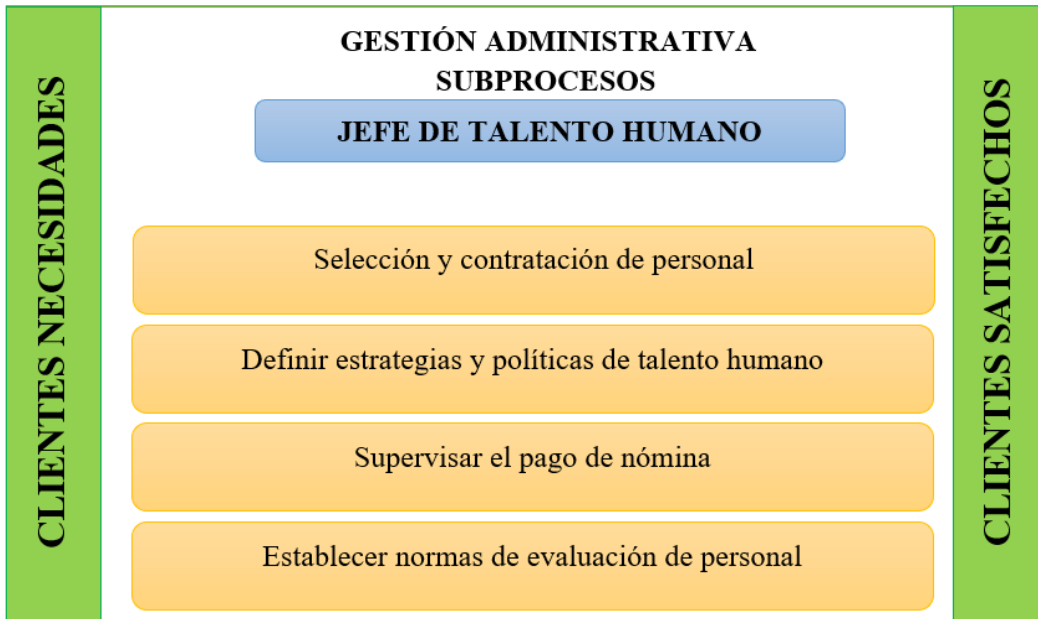 CLIENTES NECESIDADES
GESTIÓN ADMINISTRATIVA
SUBPROCESOS
JEFE DE TALENTO HUMANO
Selección y contratación de personal
Definir estrategias y políticas de talento humano
Supervisar el pago de nómina
Establecer normas de evaluación de personal
CLIENTES SATISFECHOS